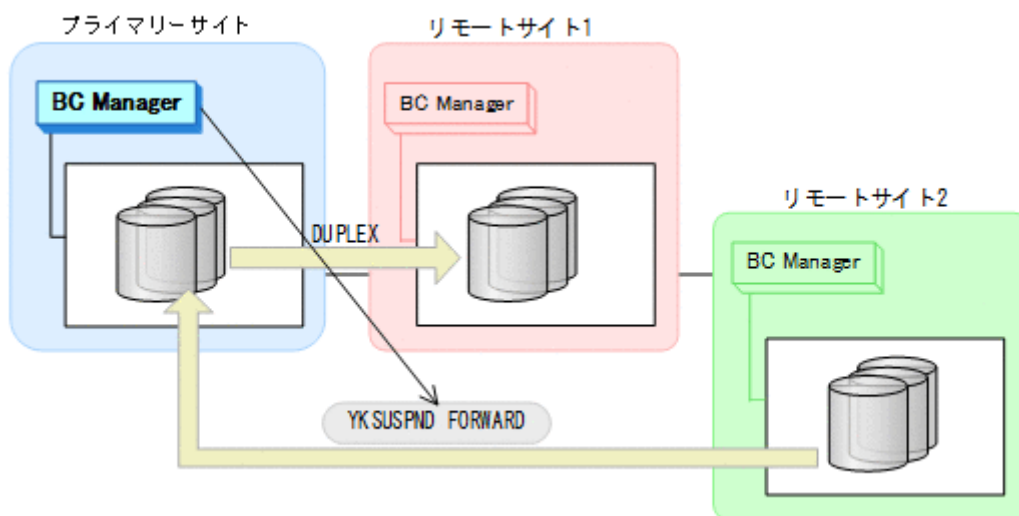 プライマリーサイト
リモートサイト1
BC Manager
BC Manager
リモートサイト2
DUPLEX
BC Manager
YKSUSPND FORWARD